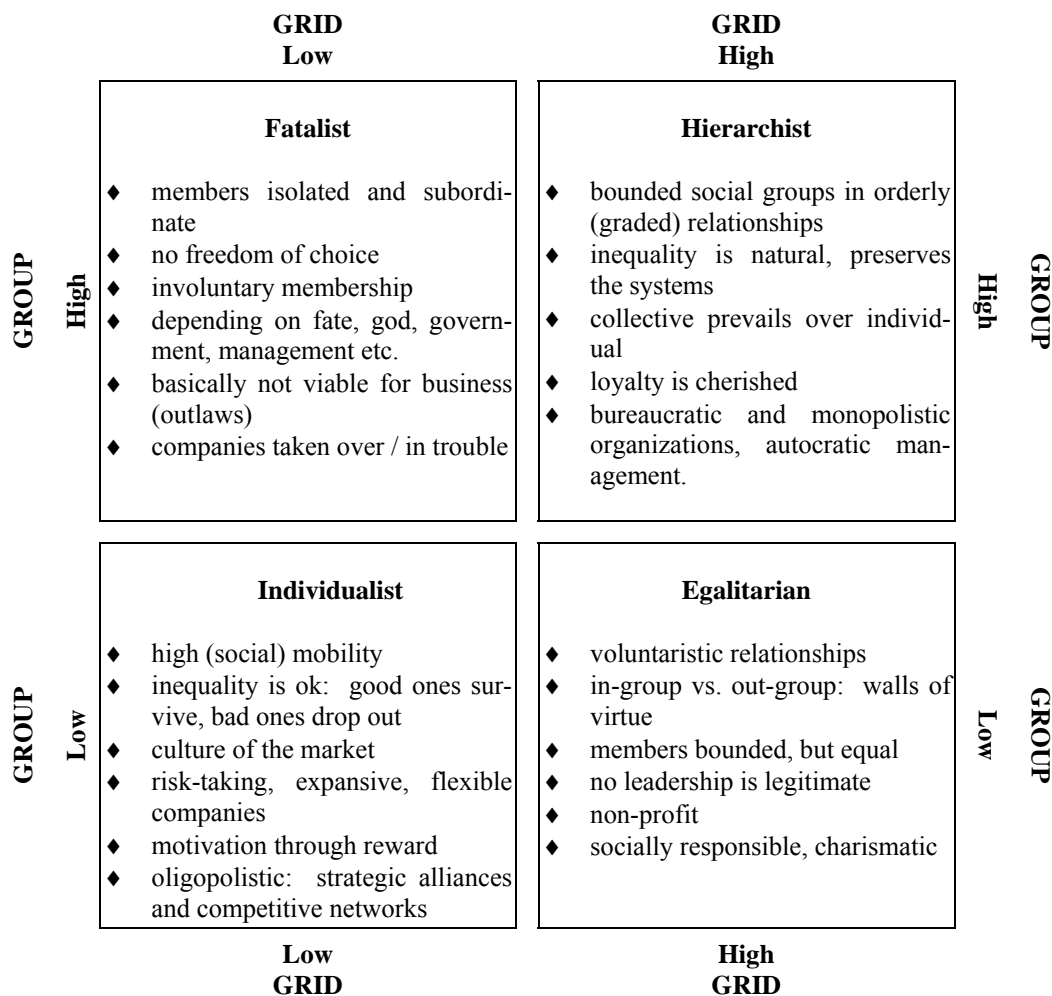 GRID
Low
GRID
High
GROUP
High
Fatalist
♦ members isolated and subordi-
nate
♦ no freedom of choice
♦ involuntary membership
♦ depending on fate, god, govern-
ment, management etc.
♦ basically not viable for business
(outlaws)
♦ companies taken over / in trouble
Hierarchist
♦ bounded social groups in orderly
(graded) relationships
♦ inequality is natural, preserves
the systems
♦ collective prevails over individ-
ual
♦ loyalty is cherished
♦ bureaucratic and monopolistic
organizations, autocratic man-
agement.
High
GROUP
GROUP
Low
Individualist
♦ high (social) mobility
♦ inequality is ok: good ones sur-
vive, bad ones drop out
♦ culture of the market
♦ risk-taking, expansive, flexible
companies
♦ motivation through reward
♦ oligopolistic: strategic alliances
and competitive networks
Egalitarian
♦ voluntaristic relationships
♦ in-group vs. out-group: walls of
virtue
♦ members bounded, but equal
♦ no leadership is legitimate
♦ non-profit
♦ socially responsible, charismatic
Low
GROUP
Low
GRID
High
GRID